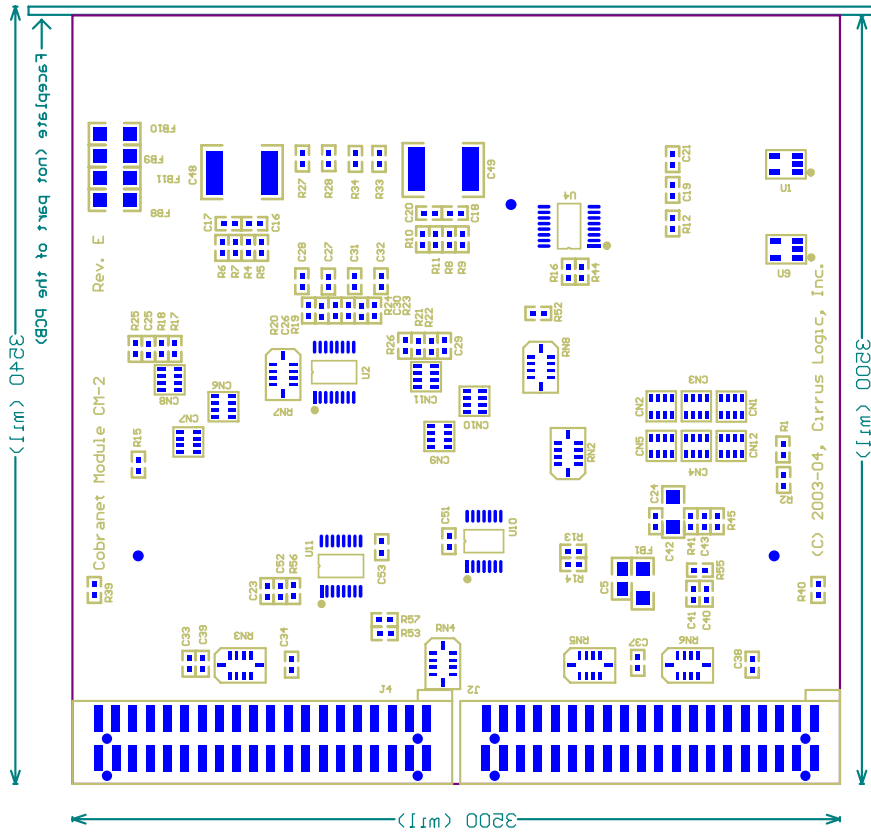 Faceplate (not part of the PCB)
FB10
FB9
FB11
FB8
C48
R27
R28
R34
R33
C49
C21
C19
R12
U1
U4
C17
C16
C20
C18
R10
R11
R8
R9
R6
R7
R4
R5
Rev. E
R16
R44
C28
C27
C31
C32
R52
R24
C30
R23
R20
C26
R19
R25
C25
R18
R17
R26
R21
R22
C29
3540 (mil)
3500 (mil)
CN8
CN6
CN7
RN7
U2
CN11
CN10
CN9
RN8
RN2
CN2
CN3
CN1
CN5
CN4
CN12
R1
R15
Cobranet Module CM-2
(C) 2003-04, Cirrus Logic, Inc.
C24
C42
R41
C43
R45
C51
U10
U11
C53
R13
R14
FB1
C5
R55
C41
C40
R40
R39
C23
C52
R56
R57
R53
C33
C39
RN3
C34
RN4
RN5
C37
RN6
C38
J4
J2
3500 (mil)